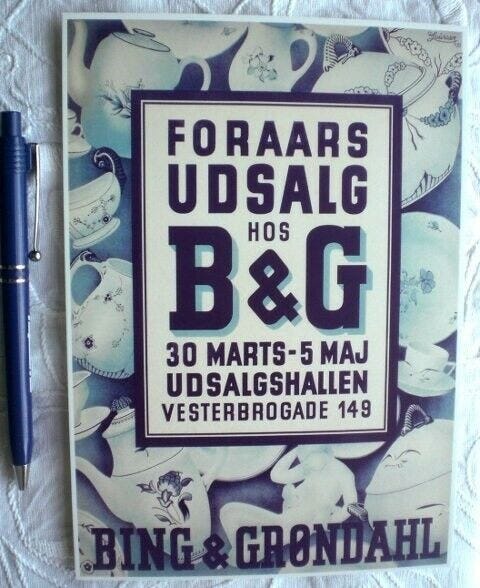 FORAARS
UDSALG
HOS
B&G
30 MARTS-5 MAJ
UDSALGSHALLEN
VESTERBROGADE 149
BING & GRØNDAHL